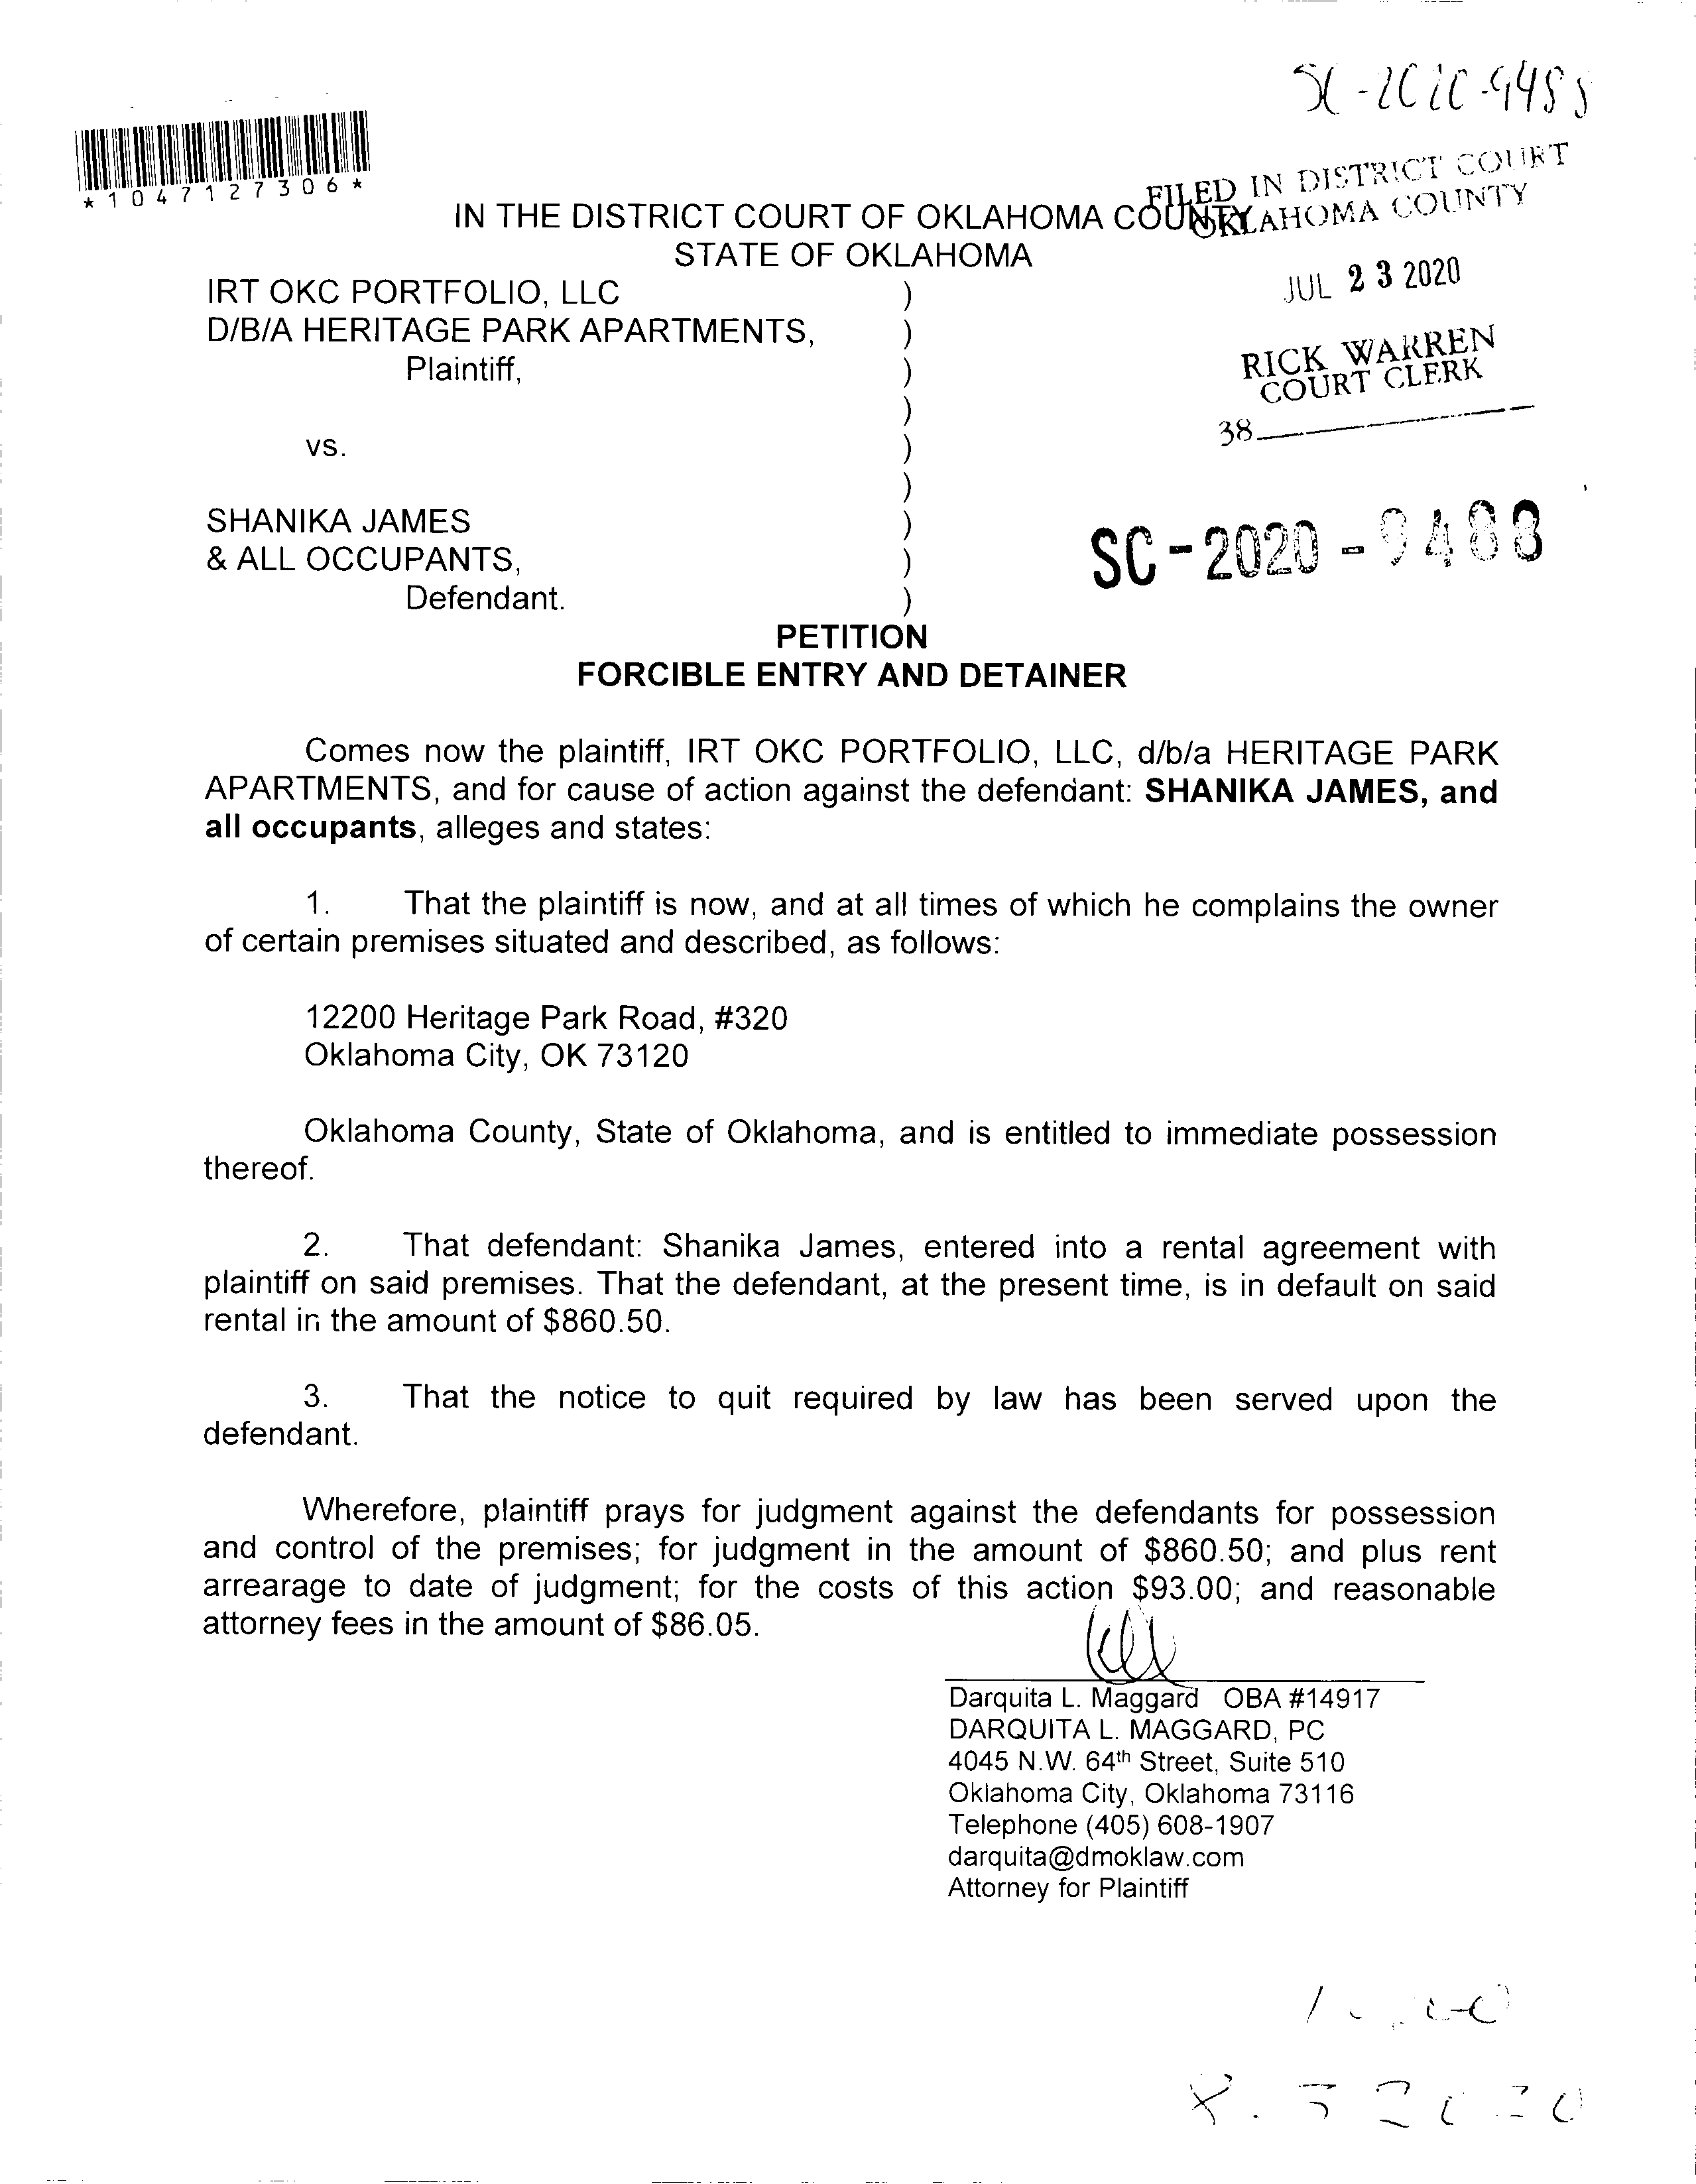 SC-2020-9488
*1047127306*
FILED IN DISTRICT COURT
OKLAHOMA COUNTY
IN THE DISTRICT COURT OF OKLAHOMA COUNTY
STATE OF OKLAHOMA
JUL 23 2020
IRT OKC PORTFOLIO, LLC )
D/B/A HERITAGE PARK APARTMENTS, )
Plaintiff, )
RICK WARREN
COURT CLERK
)
38
vs. )
)
SHANIKA JAMES )
& ALL OCCUPANTS, )
SC-2020-9488
Defendant. )
PETITION
FORCIBLE ENTRY AND DETAINER
Comes now the plaintiff, IRT OKC PORTFOLIO, LLC, d/b/a HERITAGE PARK
APARTMENTS, and for cause of action against the defendant: SHANIKA JAMES, and
all occupants, alleges and states:
1. That the plaintiff is now, and at all times of which he complains the owner
of certain premises situated and described, as follows:
12200 Heritage Park Road, #320
Oklahoma City, OK 73120
Oklahoma County, State of Oklahoma, and is entitled to immediate possession
thereof.
2. That defendant: Shanika James, entered into a rental agreement with
plaintiff on said premises. That the defendant, at the present time, is in default on said
rental in the amount of $860.50.
3. That the notice to quit required by law has been served upon the
defendant.
Wherefore, plaintiff prays for judgment against the defendants for possession
and control of the premises; for judgment in the amount of $860.50; and plus rent
arrearage to date of judgment; for the costs of this action $93.00; and reasonable
attorney fees in the amount of $86.05.
Darquita L. Maggard OBA #14917
DARQUITA L. MAGGARD, PC
4045 N.W. 64th Street, Suite 510
Oklahoma City, Oklahoma 73116
Telephone (405) 608-1907
darquita@dmoklaw.com
Attorney for Plaintiff